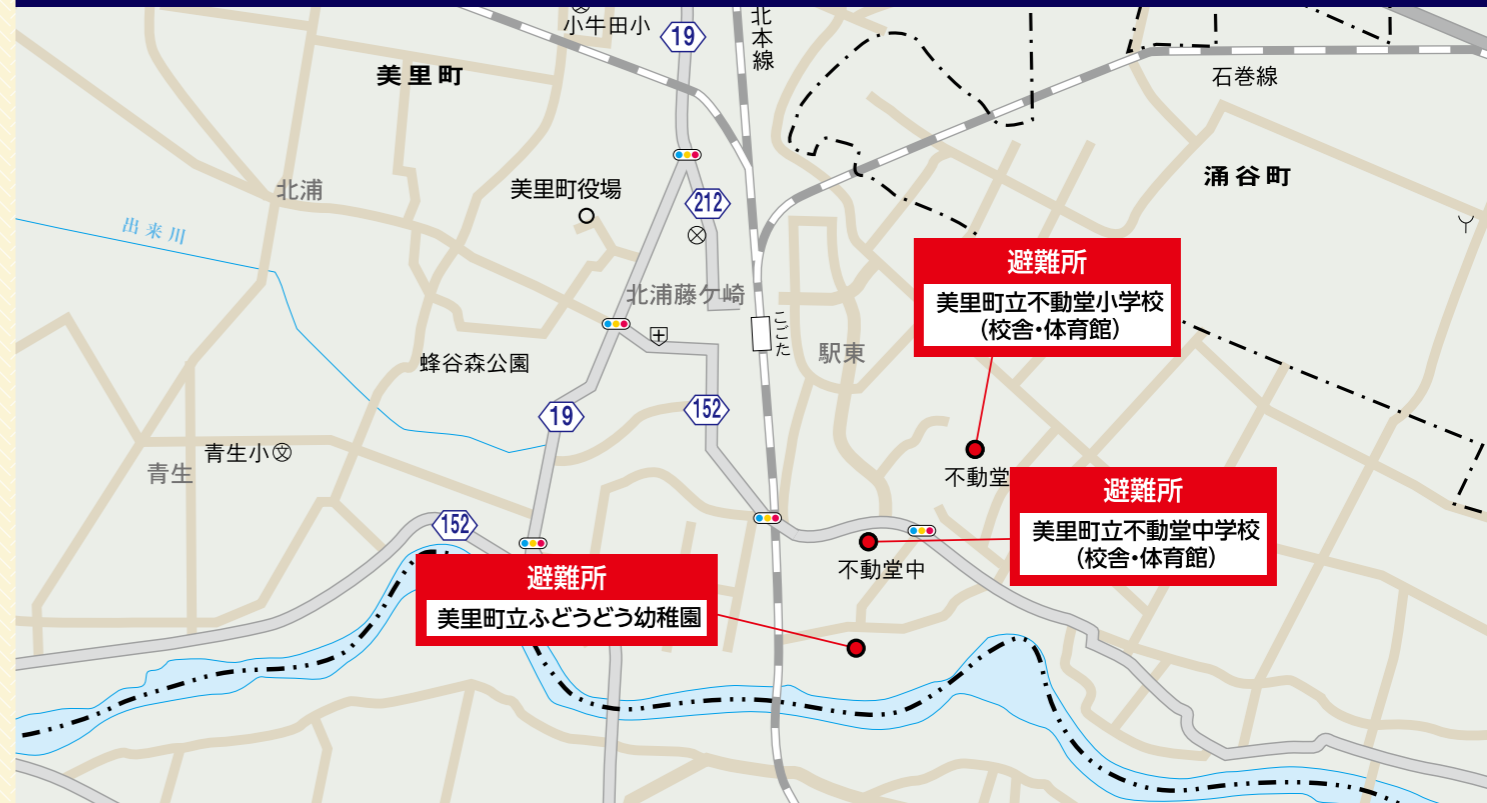 小牛田小
19
北本線
石巻線
美里町
涌谷町
北浦
美里町役場
212
出来川
北浦藤ケ崎
こごた
駅東
避難所
美里町立不動堂小学校
(校舎・体育館)
蜂谷森公園
19
152
青生小
文
青生
不動堂
避難所
美里町立不動堂中学校
(校舎・体育館)
152
不動堂中
避難所
美里町立ふどうどう幼稚園